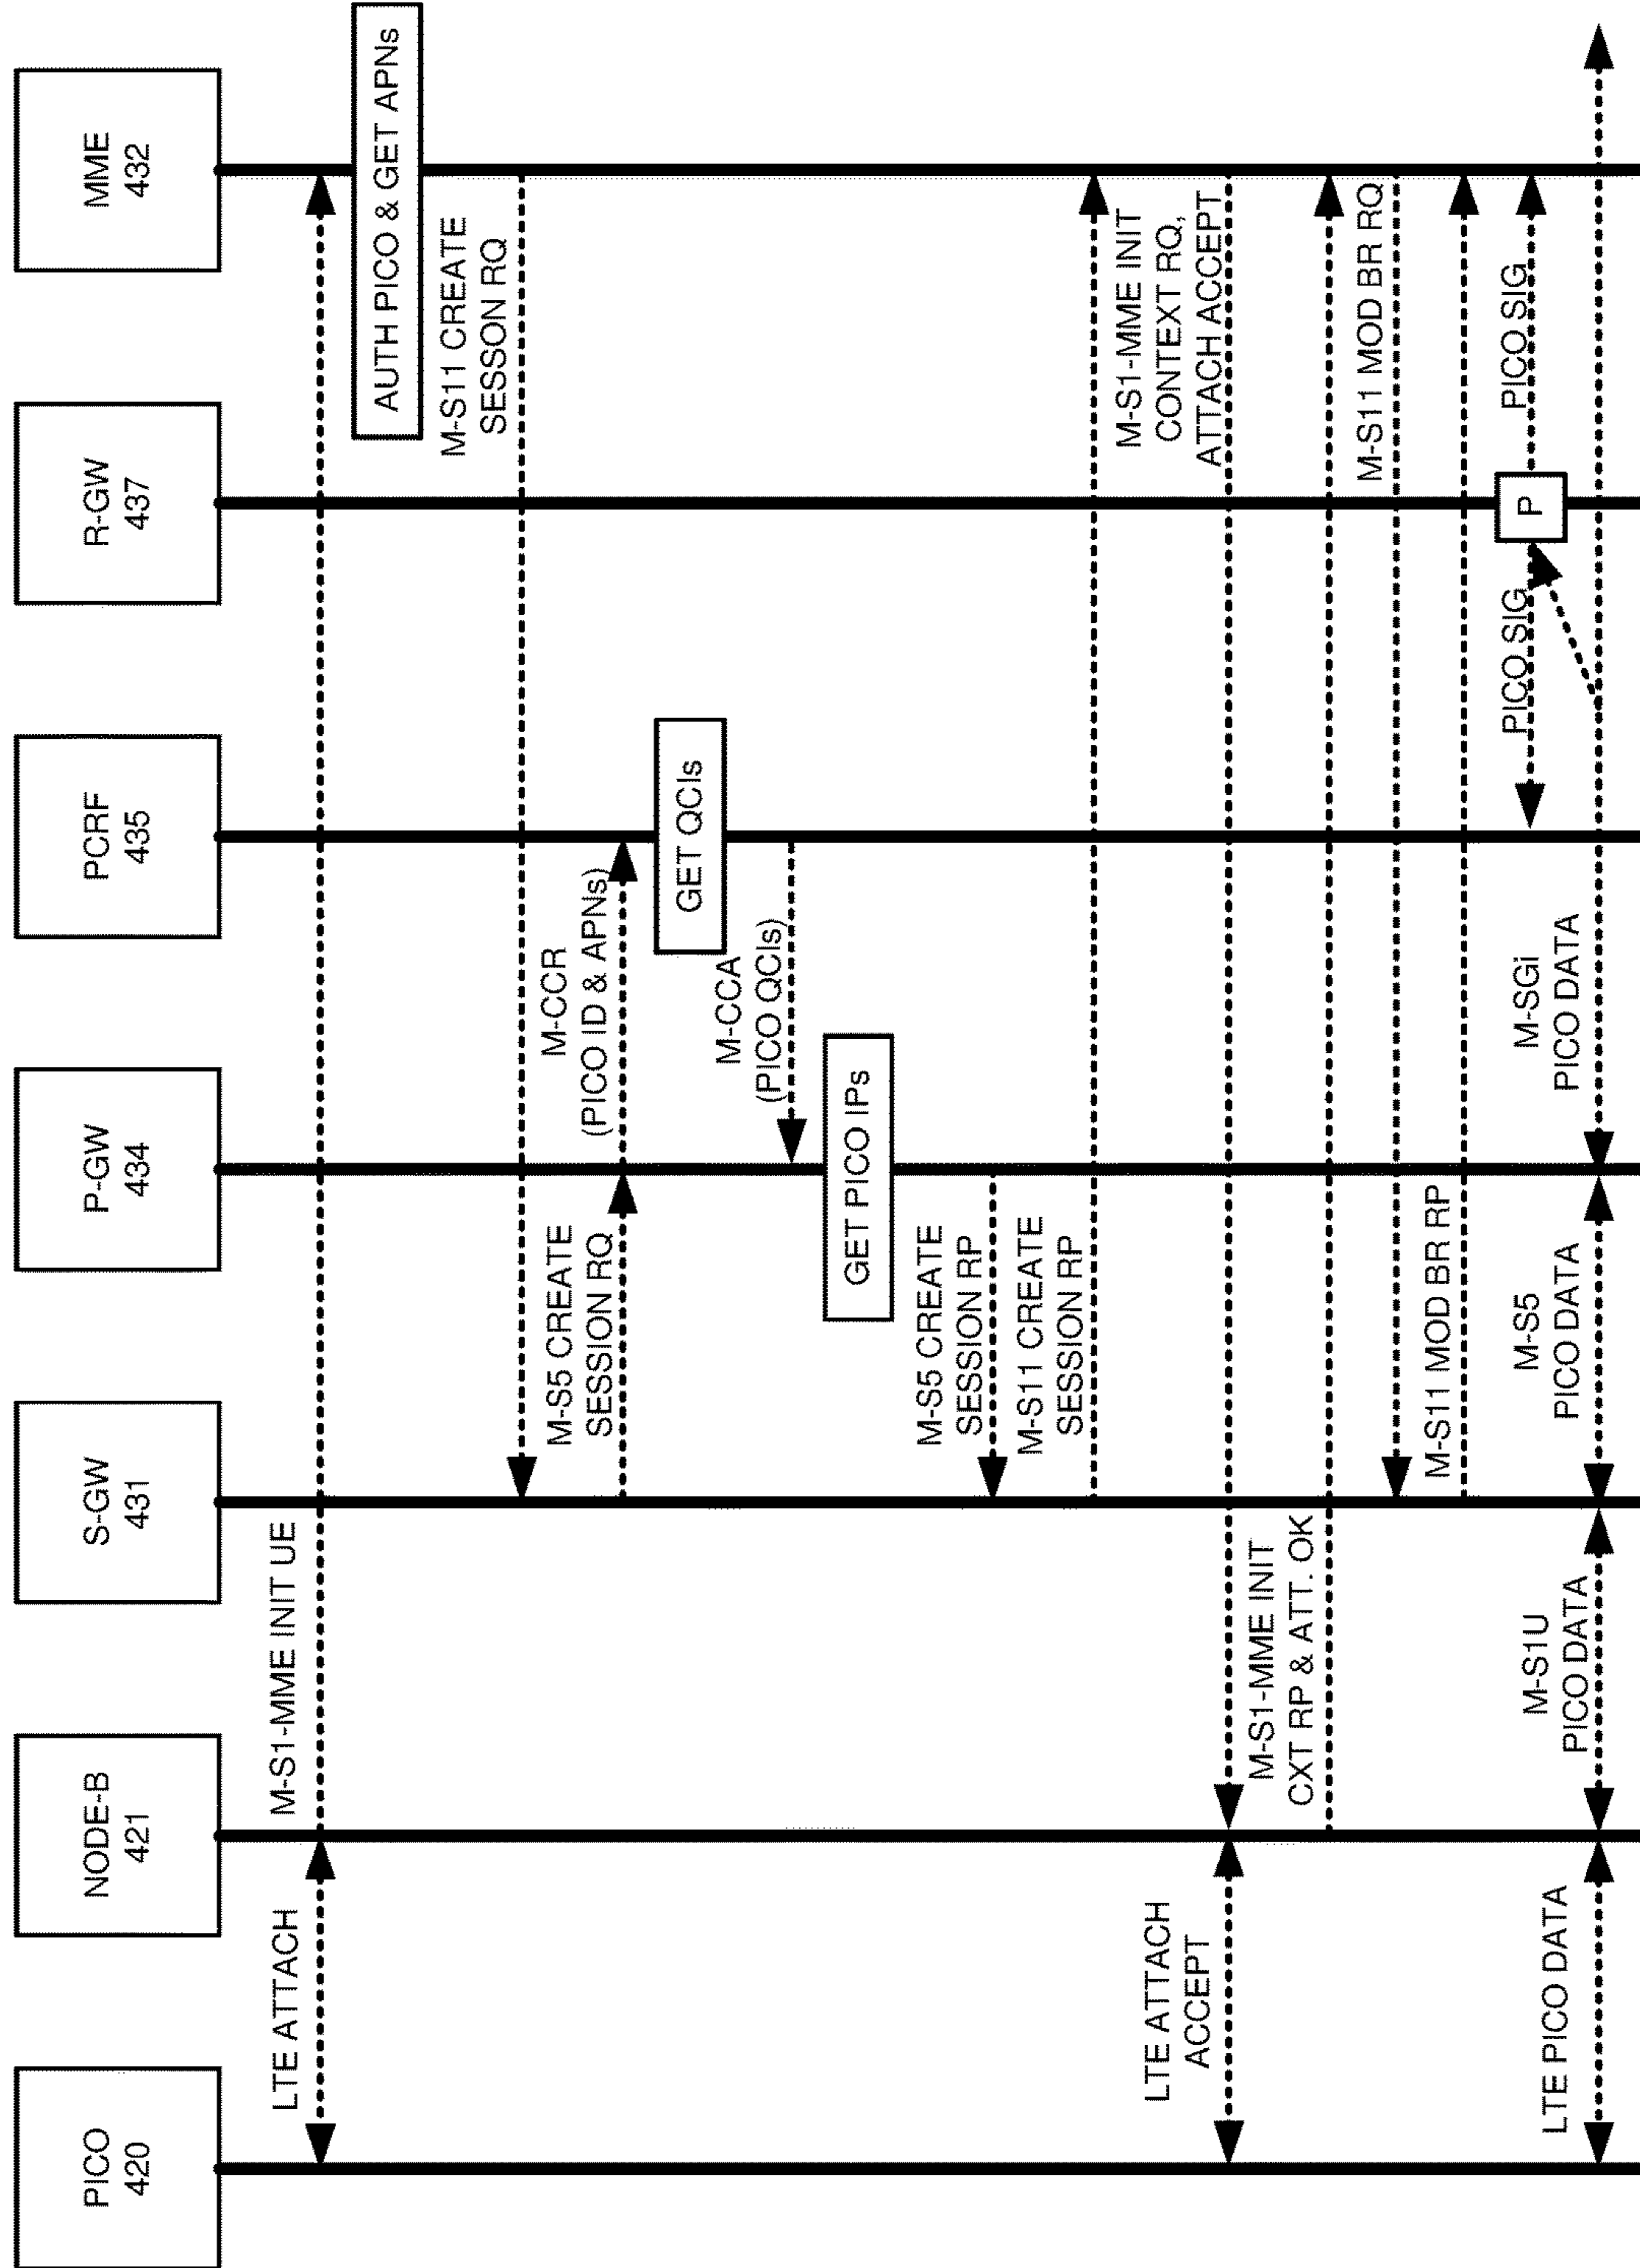 PICO
420
NODE-B
421
S-GW
431
P-GW
434
PCRF
435
R-GW
437
MME
432
LTE ATTACH
M-S1-MME INIT UE
AUTH PICO & GET APNs
M-S11 CREATE
SESSON RQ
M-S5 CREATE
SESSION RQ
M-CCR
(PICO ID & APNs)
GET QCIs
M-CCA
(PICO QCIs)
GET PICO IPs
M-S5 CREATE
SESSION RP
M-S11 CREATE
SESSION RP
LTE ATTACH
ACCEPT
M-S1-MME INIT
CONTEXT RQ,
ATTACH ACCEPT
M-S1-MME INIT
CXT RP & ATT. OK
M-S11 MOD BR RQ
M-S11 MOD BR RP
PICO SIG
P
PICO SIG
LTE PICO DATA
M-S1U
PICO DATA
M-S5
PICO DATA
M-SGi
PICO DATA